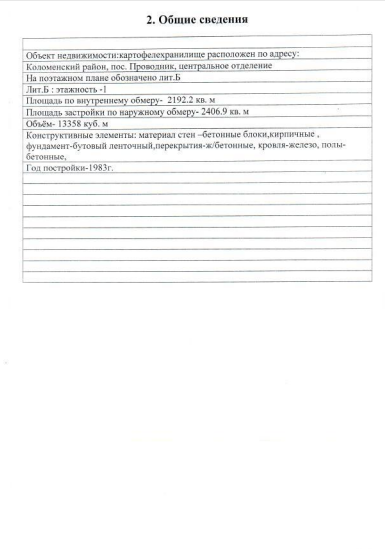 2. Общие сведения
Объект недвижимости:картофелехранилище расположен по адресу:
Коломенский район, пос. Проводник, центральное отделение
На поэтажном плане обозначено лит.Б
Лит.Б : этажность -1
Площадь по внутреннему обмеру- 2192.2 кв. м
Площадь застройки по наружному обмеру- 2406.9 кв. м
Объём- 13358 куб. м
Конструктивные элементы: материал стен –бетонные блоки,кирпичные ,
фундамент-бутовый ленточный,перекрытия-ж/бетонные, кровля-железо, полы-
бетонные,
Год постройки-1983г.